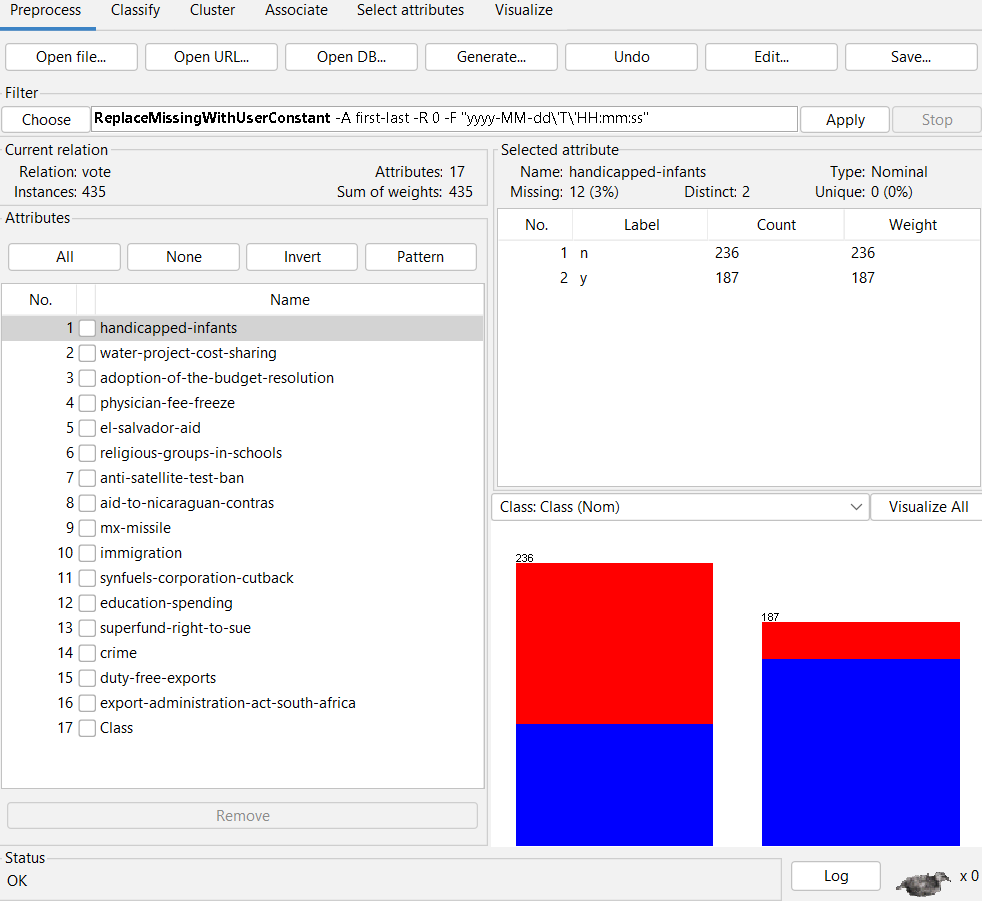 Preprocess Classify Cluster Associate Select attributes Visualize
Open file... Open URL... Open DB... Generate... Undo Edit... Save...
Filter
Choose ReplaceMissingWithUserConstant -A first-last -R 0 -F "yyyy-MM-dd\'T\'HH:mm:ss" Apply Stop
Current relation
Relation: vote Attributes: 17
Instances: 435 Sum of weights: 435
Attributes
All None Invert Pattern
No. Name
1 handicapped-infants
2 water-project-cost-sharing
3 adoption-of-the-budget-resolution
4 physician-fee-freeze
5 el-salvador-aid
6 religious-groups-in-schools
7 anti-satellite-test-ban
8 aid-to-nicaraguan-contras
9 mx-missile
10 immigration
11 synfuels-corporation-cutback
12 education-spending
13 superfund-right-to-sue
14 crime
15 duty-free-exports
16 export-administration-act-south-africa
17 Class
Remove
Selected attribute
Name: handicapped-infants Type: Nominal
Missing: 12 (3%) Distinct: 2 Unique: 0 (0%)
No. Label Count Weight
1 n 236 236
2 y 187 187
Class: Class (Nom) Visualize All
236
187
Status
OK
Log x 0